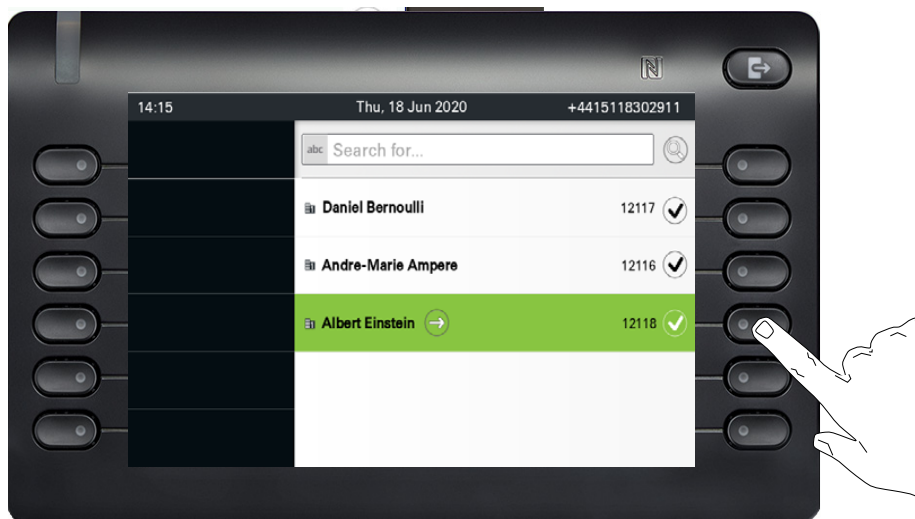 14:15 Thu, 18 Jun 2020 +4415118302911
abc Search for...
Daniel Bernoulli 12117
Andre-Marie Ampere 12116
Albert Einstein 12118